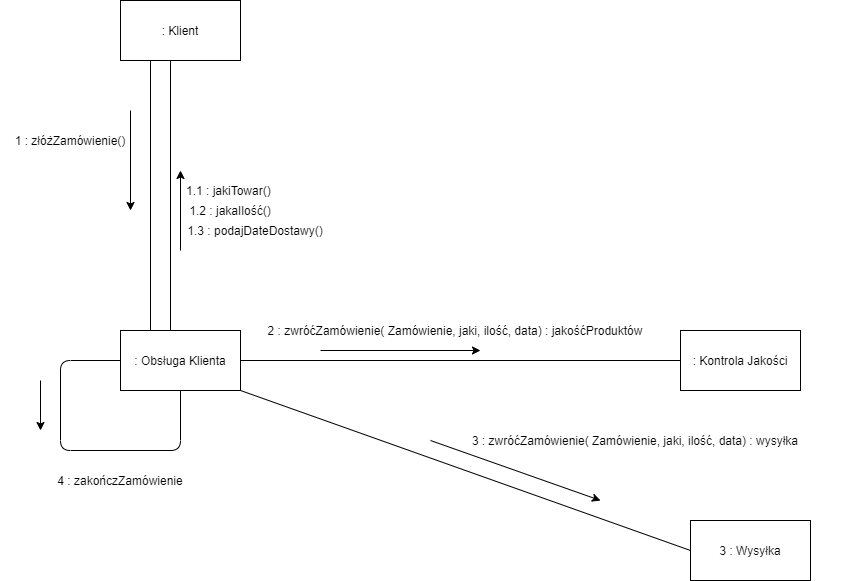 : Klient
1 : złóżZamówienie()
1.1 : jakiTowar()
1.2 : jakaIlość()
1.3 : podajDateDostawy()
2 : zwróćZamówienie( Zamówienie, jaki, ilość, data) : jakośćProduktów
: Obsługa Klienta
: Kontrola Jakości
3 : zwróćZamówienie( Zamówienie, jaki, ilość, data) : wysyłka
4 : zakończZamówienie
3 : Wysyłka